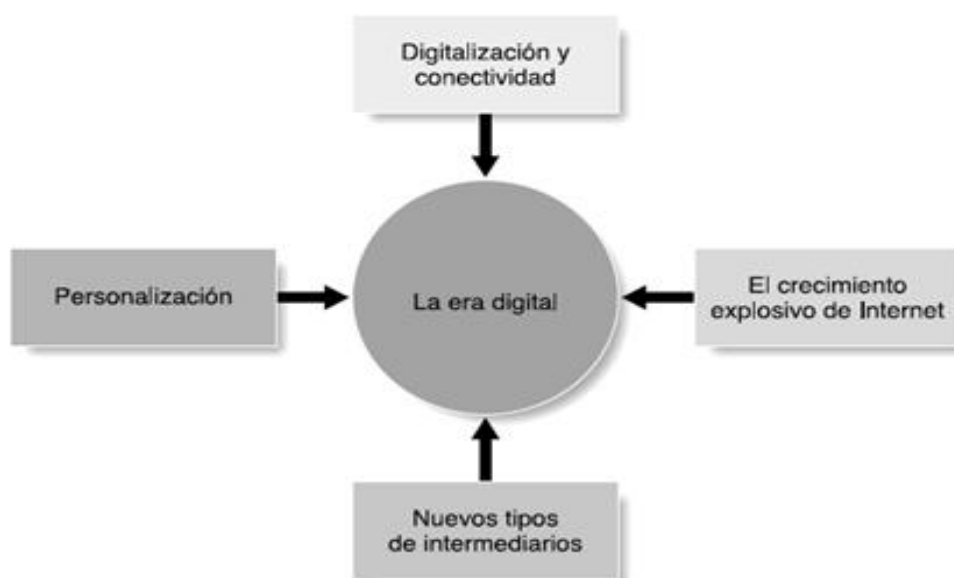 Digitalización y
conectividad
Personalización
La era digital
El crecimiento
explosivo de Internet
Nuevos tipos
de intermediarios